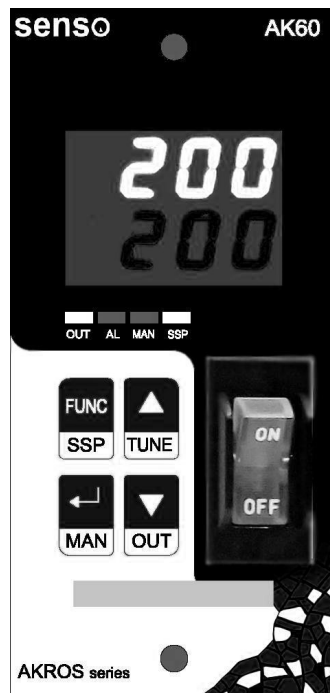 senso AK60
200
200
OUT AL MAN SSP
FUNC
SSP TUNE
ON
OFF
MAN OUT
AKROS series